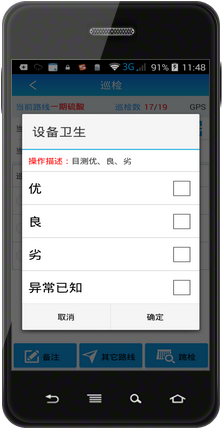 91% 11:48
3G
巡检
当前路线一期硫酸 巡检数 17/19 GPS
设备卫生
操作描述：目测优、良、劣
优
良
劣
异常已知
取消 确定
备注 其它路线 路检